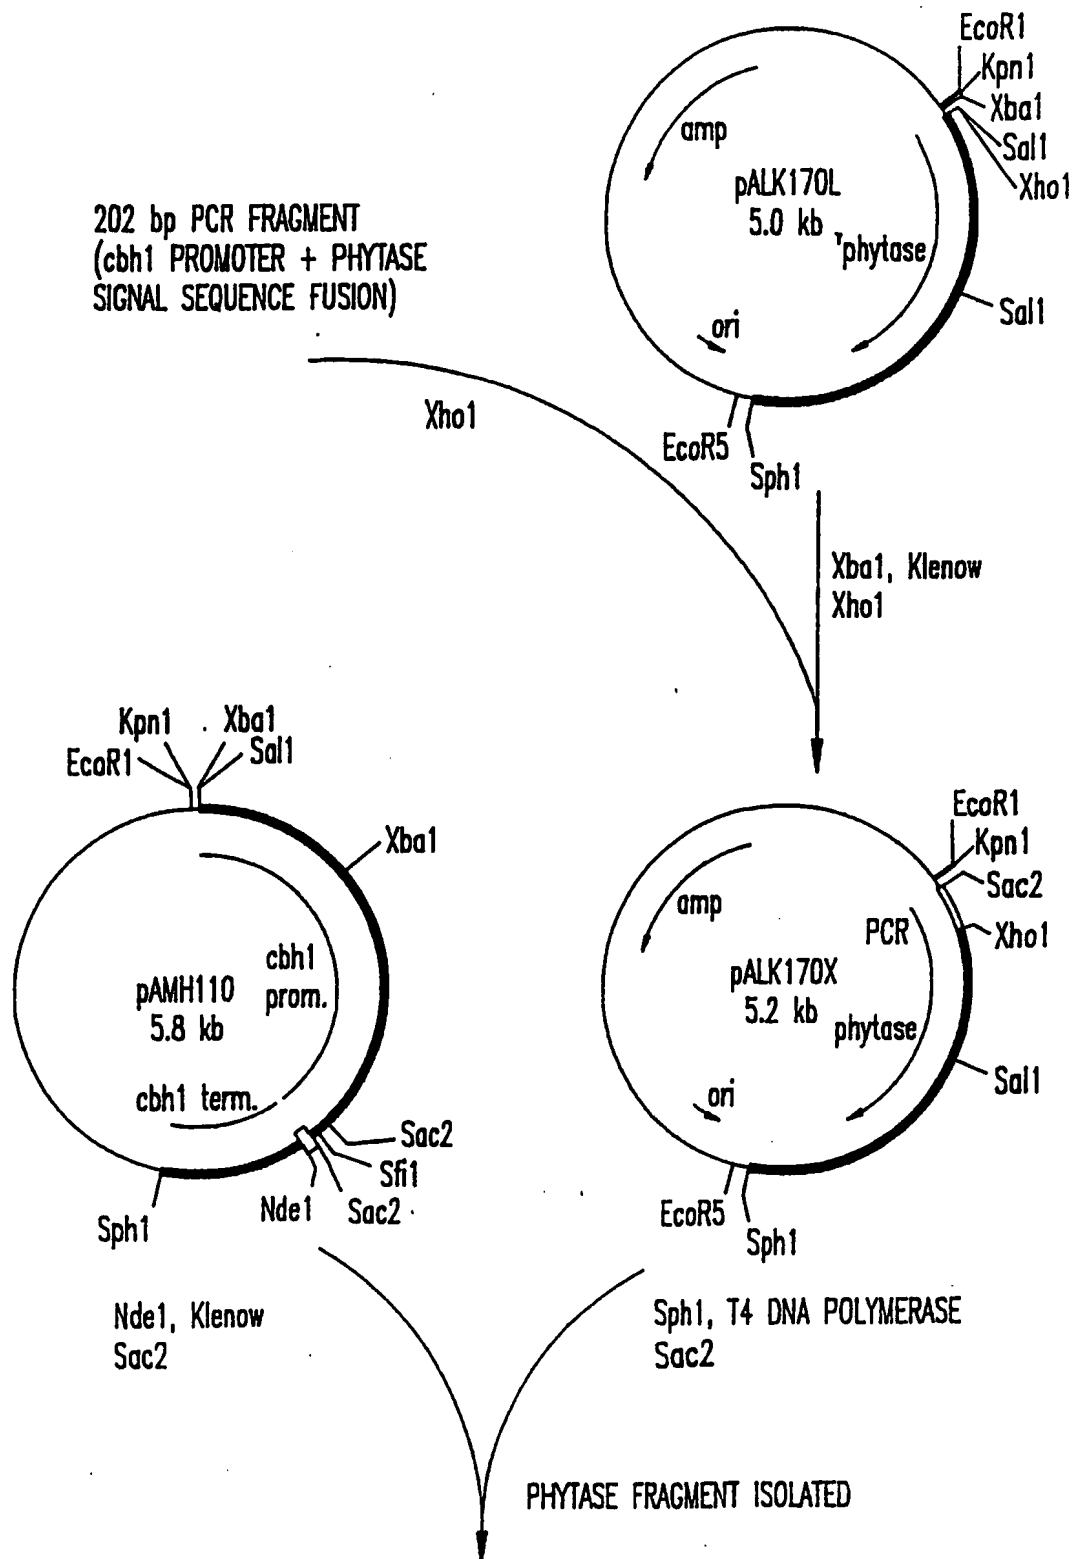 EcoR1
Kpn1
Xba1
Sal1
Xho1
amp
pALK170L
5.0 kb
phytase
Sal1
ori
EcoR5
Sph1
202 bp PCR FRAGMENT
(cbh1 PROMOTER + PHYTASE
SIGNAL SEQUENCE FUSION)
Xho1
Xba1, Klenow
Xho1
Kpn1
Xba1
EcoR1
Sal1
Xba1
cbh1
prom.
pAMH110
5.8 kb
cbh1 term.
Sac2
Sfi1
Sac2
Nde1
Sph1
EcoR1
Kpn1
Sac2
Xho1
amp
PCR
pALK170X
5.2 kb
phytase
Sal1
ori
EcoR5
Sph1
Nde1, Klenow
Sac2
Sph1, T4 DNA POLYMERASE
Sac2
PHYTASE FRAGMENT ISOLATED